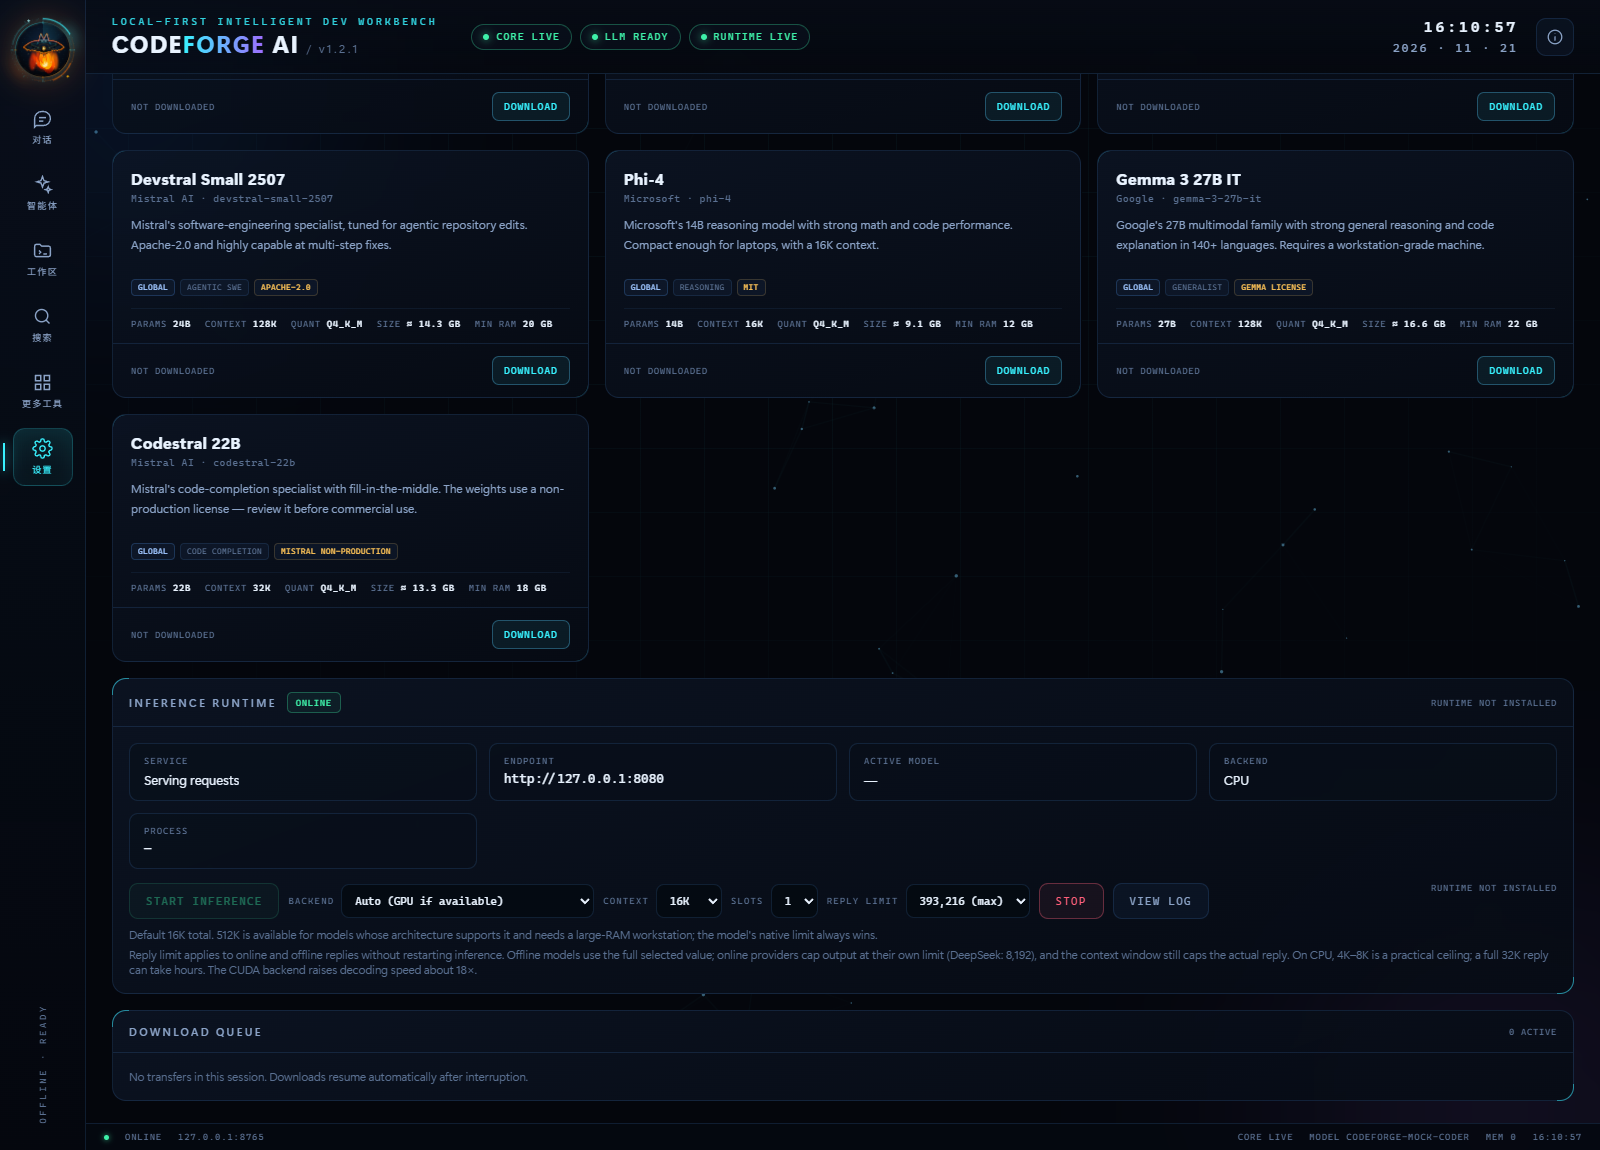 LOCAL-FIRST INTELLIGENT DEV WORKBENCH
CODEFORGE AI / v1.2.1
CORE LIVE
LLM READY
RUNTIME LIVE
16:10:57
2026 · 11 · 21
对话
智能体
工作区
搜索
更多工具
设置
OFFLINE · READY
NOT DOWNLOADED
DOWNLOAD
NOT DOWNLOADED
DOWNLOAD
NOT DOWNLOADED
DOWNLOAD
Devstral Small 2507
Mistral AI · devstral-small-2507
Mistral's software-engineering specialist, tuned for agentic repository edits.
Apache-2.0 and highly capable at multi-step fixes.
GLOBAL AGENTIC SWE APACHE-2.0
PARAMS 24B CONTEXT 128K QUANT Q4_K_M SIZE ≈ 14.3 GB MIN RAM 20 GB
NOT DOWNLOADED
DOWNLOAD
Phi-4
Microsoft · phi-4
Microsoft's 14B reasoning model with strong math and code performance.
Compact enough for laptops, with a 16K context.
GLOBAL REASONING MIT
PARAMS 14B CONTEXT 16K QUANT Q4_K_M SIZE ≈ 9.1 GB MIN RAM 12 GB
NOT DOWNLOADED
DOWNLOAD
Gemma 3 27B IT
Google · gemma-3-27b-it
Google's 27B multimodal family with strong general reasoning and code
explanation in 140+ languages. Requires a workstation-grade machine.
GLOBAL GENERALIST GEMMA LICENSE
PARAMS 27B CONTEXT 128K QUANT Q4_K_M SIZE ≈ 16.6 GB MIN RAM 22 GB
NOT DOWNLOADED
DOWNLOAD
Codestral 22B
Mistral AI · codestral-22b
Mistral's code-completion specialist with fill-in-the-middle. The weights use a non-
production license — review it before commercial use.
GLOBAL CODE COMPLETION MISTRAL NON-PRODUCTION
PARAMS 22B CONTEXT 32K QUANT Q4_K_M SIZE ≈ 13.3 GB MIN RAM 18 GB
NOT DOWNLOADED
DOWNLOAD
INFERENCE RUNTIME ONLINE
RUNTIME NOT INSTALLED
SERVICE
Serving requests
ENDPOINT
http://127.0.0.1:8080
ACTIVE MODEL
—
BACKEND
CPU
PROCESS
—
START INFERENCE BACKEND Auto (GPU if available) CONTEXT 16K SLOTS 1 REPLY LIMIT 393,216 (max) STOP VIEW LOG
RUNTIME NOT INSTALLED
Default 16K total. 512K is available for models whose architecture supports it and needs a large-RAM workstation; the model's native limit always wins.
Reply limit applies to online and offline replies without restarting inference. Offline models use the full selected value; online providers cap output at their own limit (DeepSeek: 8,192), and the context window still caps the actual reply. On CPU, 4K–8K is a practical ceiling; a full 32K reply
can take hours. The CUDA backend raises decoding speed about 18×.
DOWNLOAD QUEUE
0 ACTIVE
No transfers in this session. Downloads resume automatically after interruption.
ONLINE 127.0.0.1:8765
CORE LIVE MODEL CODEFORGE-MOCK-CODER MEM 0 16:10:57